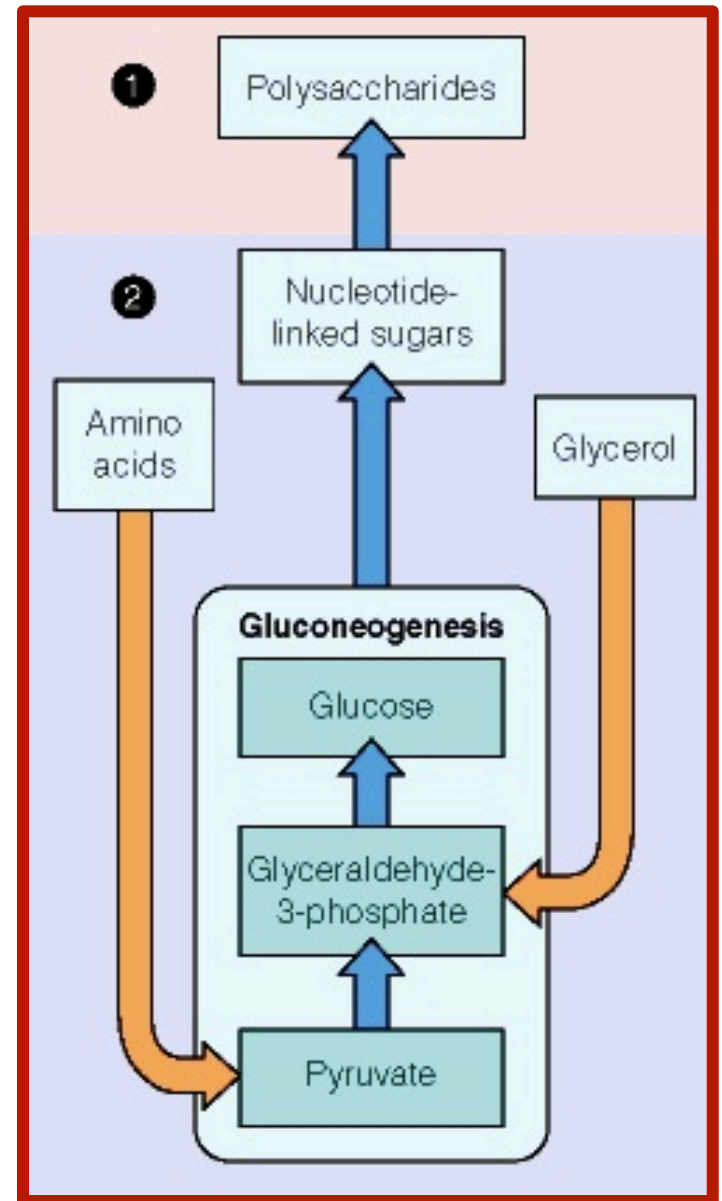 1
Polysaccharides
2
Nucleotide-
linked sugars
Amino
acids
Glycerol
Gluconeogenesis
Glucose
Glyceraldehyde-
3-phosphate
Pyruvate